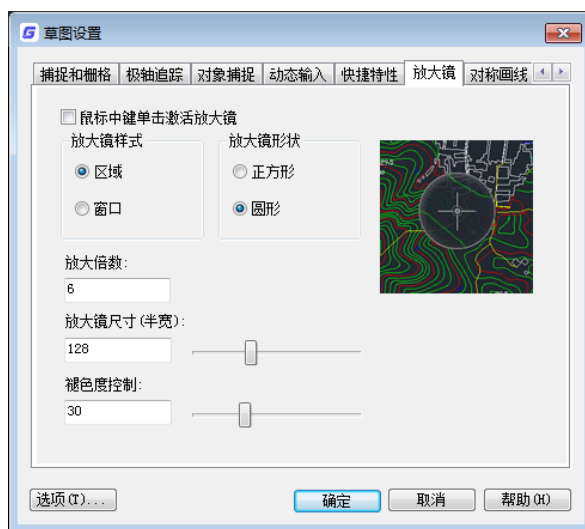 草图设置
捕捉和栅格 极轴追踪 对象捕捉 动态输入 快捷特性 放大镜 对称画线
鼠标中键单击激活放大镜
放大镜样式 放大镜形状
区域 正方形
窗口 圆形
放大倍数:
6
放大镜尺寸(半宽):
128
褪色度控制:
30
选项(T)... 确定 取消 帮助(H)